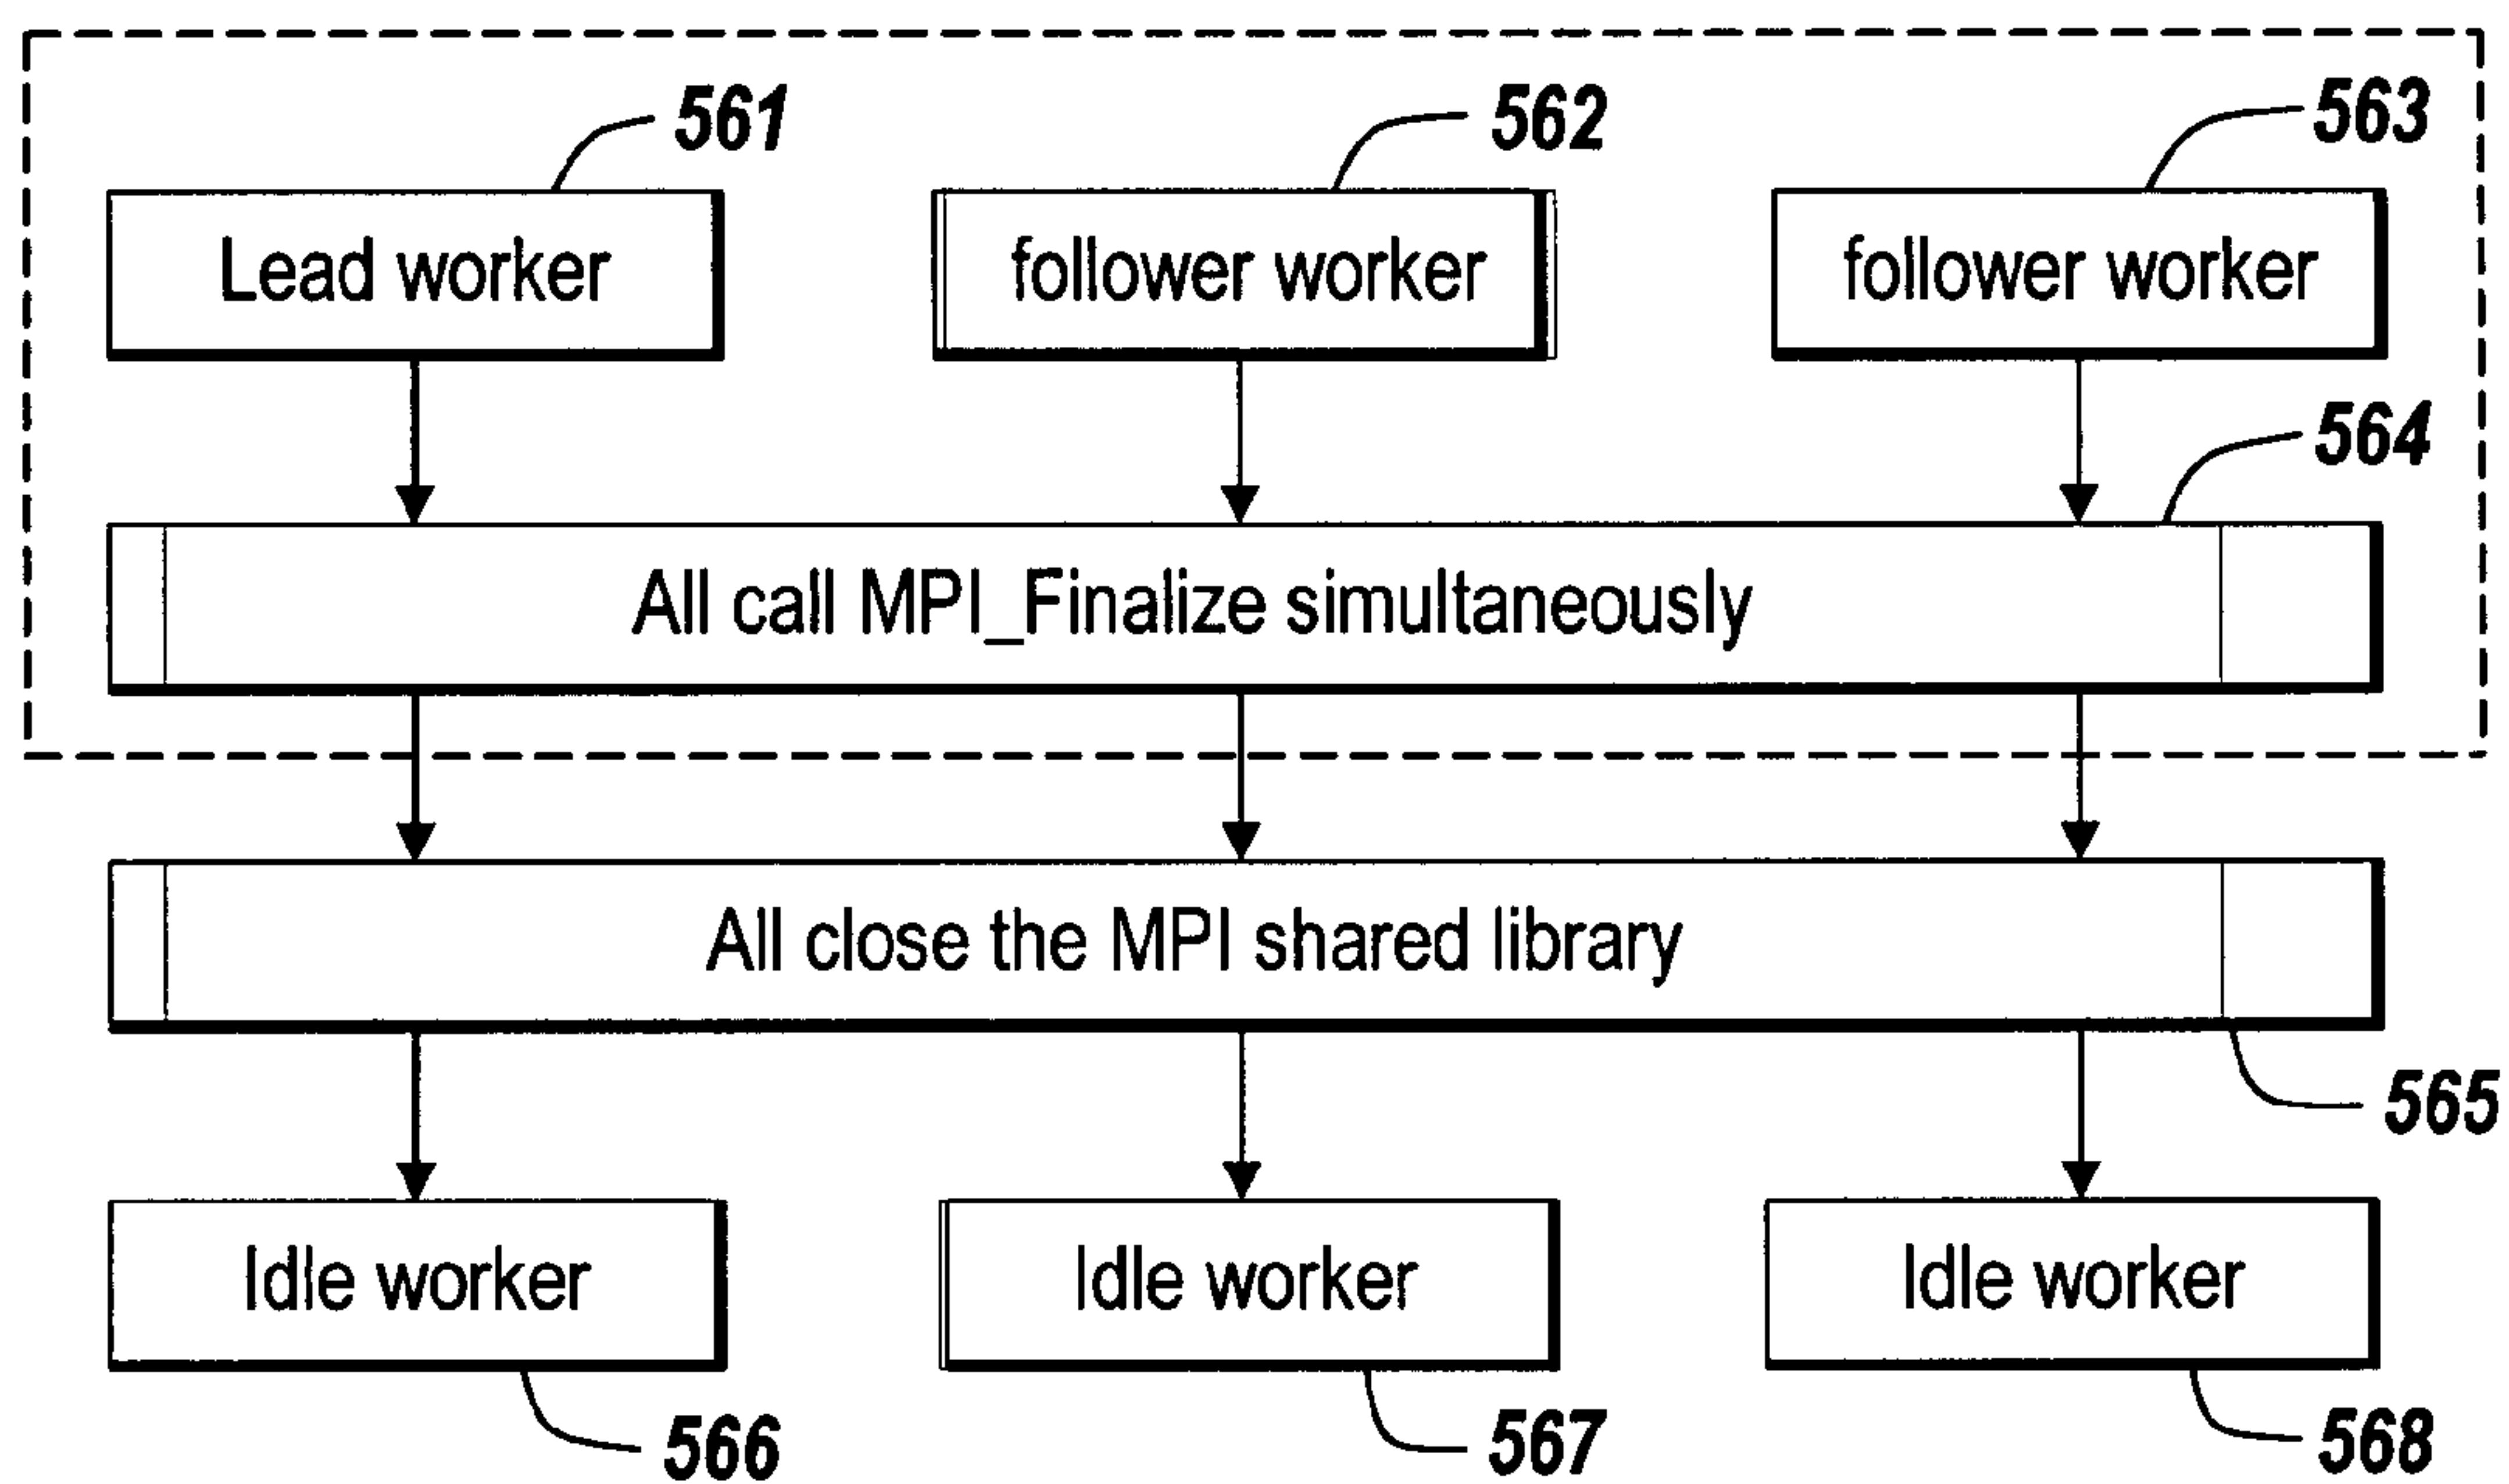 561
562
563
Lead worker
follower worker
follower worker
564
All call MPI_Finalize simultaneously
All close the MPI shared library
565
Idle worker
Idle worker
Idle worker
566
567
568